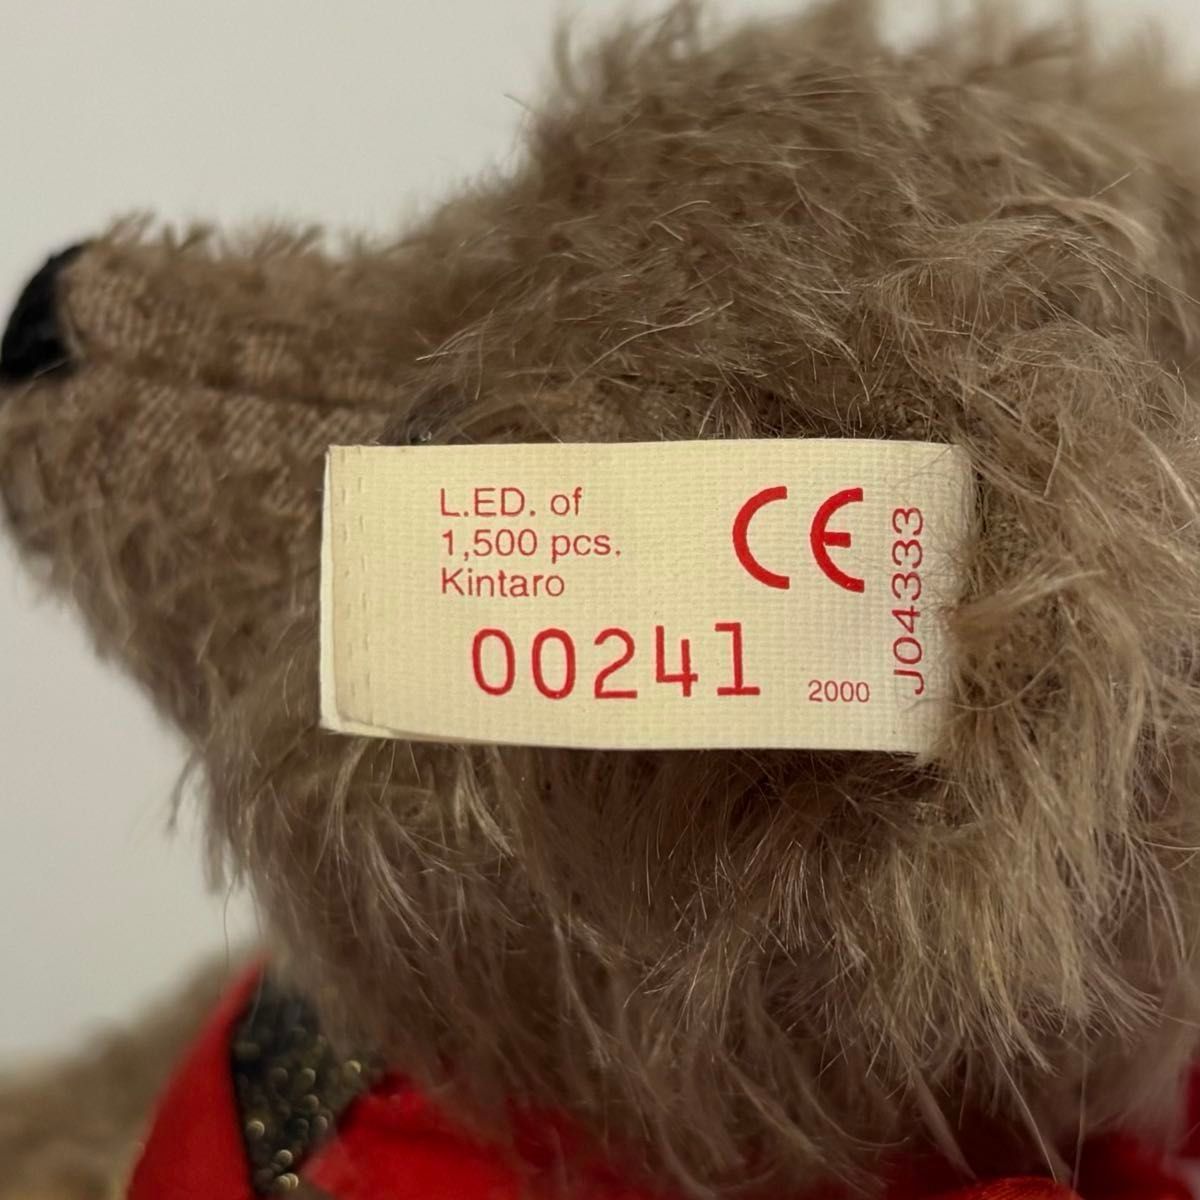 L.ED. of
1,500 pcs.
Kintaro
CE
00241
2000
J04333